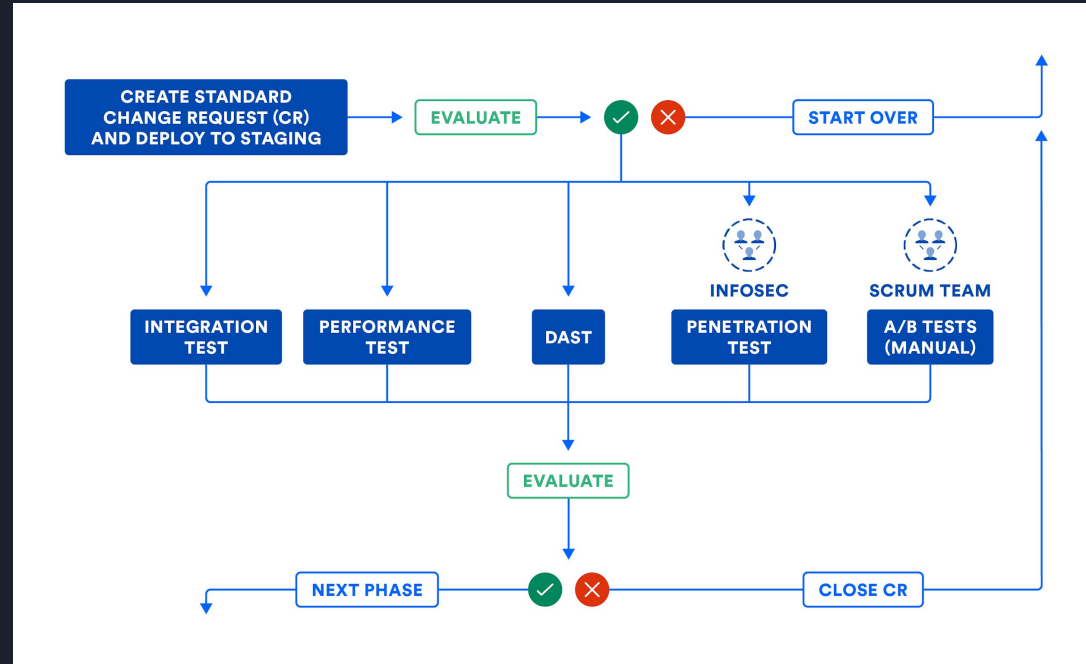 CREATE STANDARD
CHANGE REQUEST (CR)
AND DEPLOY TO STAGING
EVALUATE
START OVER
INFOSEC
SCRUM TEAM
INTEGRATION
TEST
PERFORMANCE
TEST
DAST
PENETRATION
TEST
A/B TESTS
(MANUAL)
EVALUATE
NEXT PHASE
CLOSE CR